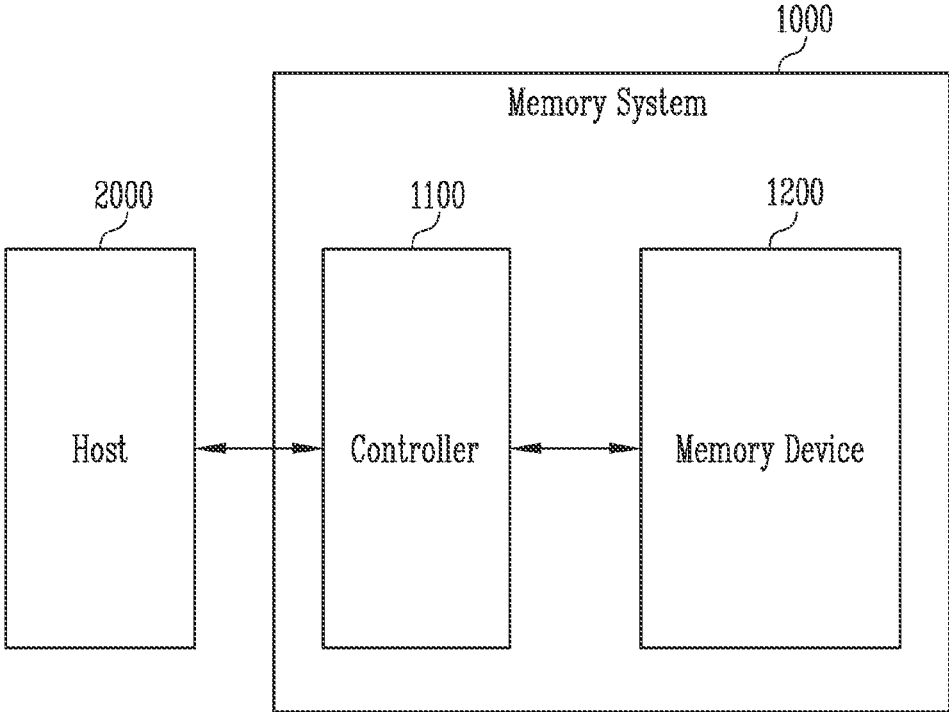 1000
Memory System
2000
1100
1200
Host
Controller
Memory Device